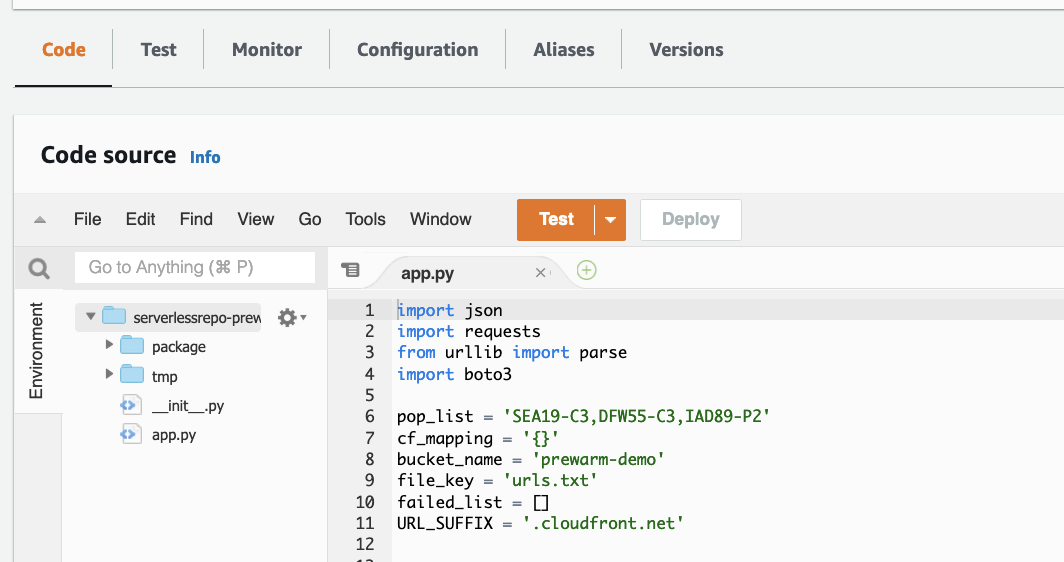 Code Test Monitor Configuration Aliases Versions
Code source Info
File Edit Find View Go Tools Window Test Deploy
Go to Anything (⌘ P)
app.py
Environment
serverlessrepo-prew
package
tmp
__init__.py
app.py
1 import json
2 import requests
3 from urllib import parse
4 import boto3
5
6 pop_list = 'SEA19-C3,DFW55-C3,IAD89-P2'
7 cf_mapping = '{}'
8 bucket_name = 'prewarm-demo'
9 file_key = 'urls.txt'
10 failed_list = []
11 URL_SUFFIX = '.cloudfront.net'
12